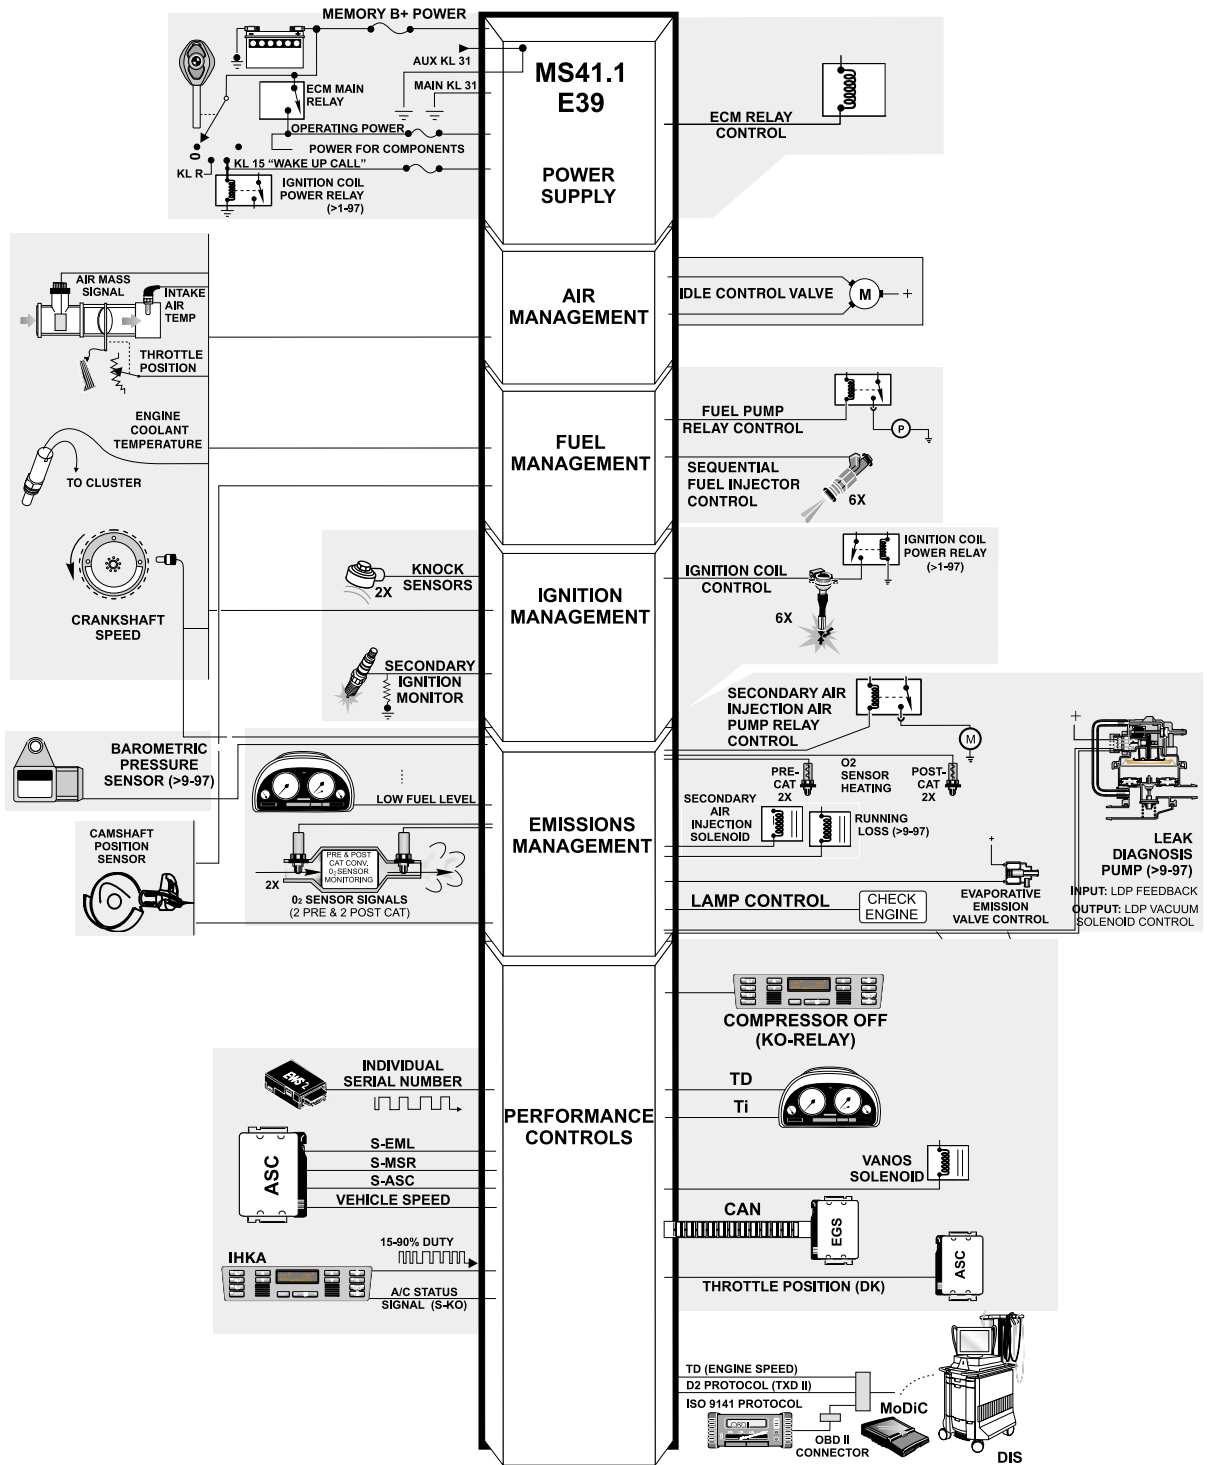 MEMORY B+ POWER
AUX KL 31
MAIN KL 31
ECM MAIN
RELAY
OPERATING POWER
POWER FOR COMPONENTS
0
KL R
KL 15 “WAKE UP CALL”
IGNITION COIL
POWER RELAY
(>1-97)
MS41.1
E39
POWER
SUPPLY
ECM RELAY
CONTROL
AIR MASS
SIGNAL
INTAKE
AIR
TEMP
THROTTLE
POSITION
AIR
MANAGEMENT
IDLE CONTROL VALVE
M
+
ENGINE
COOLANT
TEMPERATURE
TO CLUSTER
FUEL
MANAGEMENT
FUEL PUMP
RELAY CONTROL
P
SEQUENTIAL
FUEL INJECTOR
CONTROL
6X
CRANKSHAFT
SPEED
KNOCK
SENSORS
2X
SECONDARY
IGNITION
MONITOR
IGNITION
MANAGEMENT
IGNITION COIL
CONTROL
6X
IGNITION COIL
POWER RELAY
(>1-97)
BAROMETRIC
PRESSURE
SENSOR (>9-97)
LOW FUEL LEVEL
CAMSHAFT
POSITION
SENSOR
PRE & POST
CAT CONV.
02 SENSOR
MONITORING
2X
02 SENSOR SIGNALS
(2 PRE & 2 POST CAT)
EMISSIONS
MANAGEMENT
SECONDARY AIR
INJECTION AIR
PUMP RELAY
CONTROL
M
PRE-
CAT
2X
O2
SENSOR
HEATING
POST-
CAT
2X
SECONDARY
AIR
INJECTION
SOLENOID
RUNNING
LOSS (>9-97)
+
+
EVAPORATIVE
EMISSION
VALVE CONTROL
LEAK
DIAGNOSIS
PUMP (>9-97)
INPUT: LDP FEEDBACK
OUTPUT: LDP VACUUM
SOLENOID CONTROL
LAMP CONTROL
CHECK
ENGINE
COMPRESSOR OFF
(KO-RELAY)
EWS 2
INDIVIDUAL
SERIAL NUMBER
ASC
S-EML
S-MSR
S-ASC
VEHICLE SPEED
IHKA
15-90% DUTY
A/C STATUS
SIGNAL (S-KO)
PERFORMANCE
CONTROLS
TD
Ti
VANOS
SOLENOID
CAN
EGS
ASC
THROTTLE POSITION (DK)
TD (ENGINE SPEED)
D2 PROTOCOL (TXD II)
ISO 9141 PROTOCOL
OBD II
CONNECTOR
MoDiC
DIS